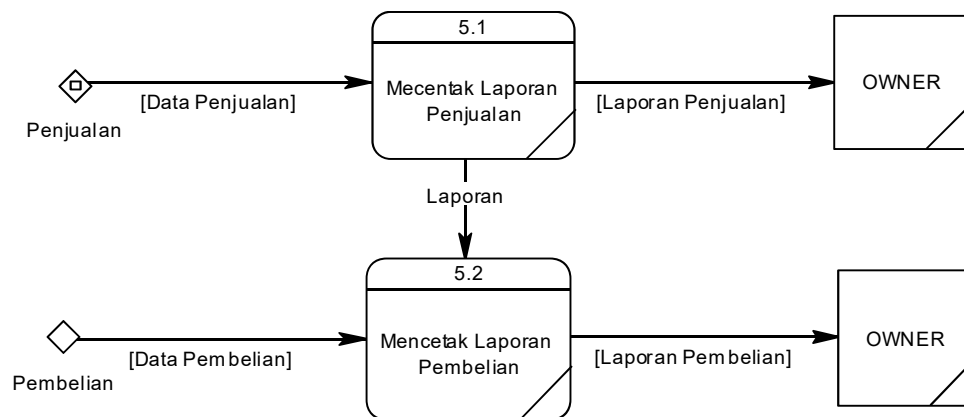 5.1
Mecentak Laporan
Penjualan
[Data Penjualan]
Penjualan
[Laporan Penjualan]
OWNER
Laporan
5.2
Mencetak Laporan
Pembelian
[Data Pembelian]
Pembelian
[Laporan Pembelian]
OWNER